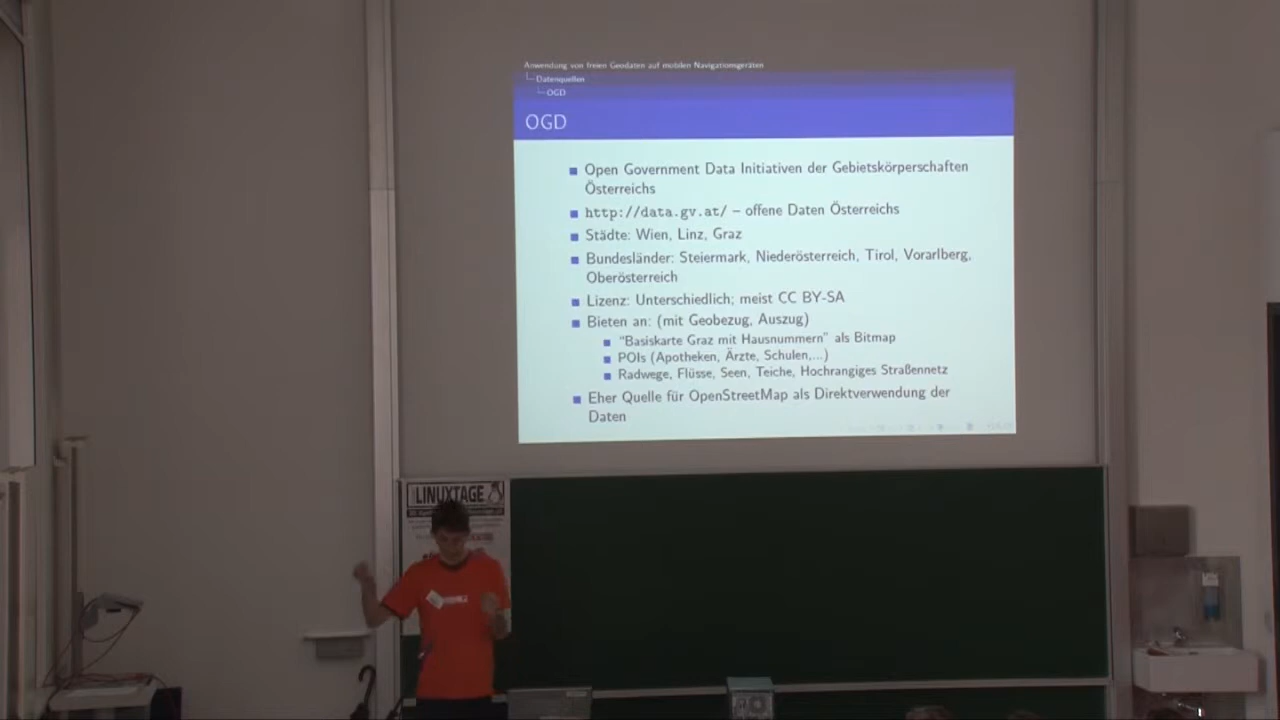 Anwendung von freien Geodaten auf mobilen Navigationsgeräten
Datenquellen
OGD
OGD
Open Government Data Initiativen der Gebietskörperschaften
Österreichs
http://data.gv.at/ – offene Daten Österreichs
Städte: Wien, Linz, Graz
Bundesländer: Steiermark, Niederösterreich, Tirol, Vorarlberg,
Oberösterreich
Lizenz: Unterschiedlich; meist CC BY-SA
Bieten an: (mit Geobezug, Auszug)
“Basiskarte Graz mit Hausnummern” als Bitmap
POIs (Apotheken, Ärzte, Schulen,...)
Radwege, Flüsse, Seen, Teiche, Hochrangiges Straßennetz
Eher Quelle für OpenStreetMap als Direktverwendung der
Daten
LINUXTAGE